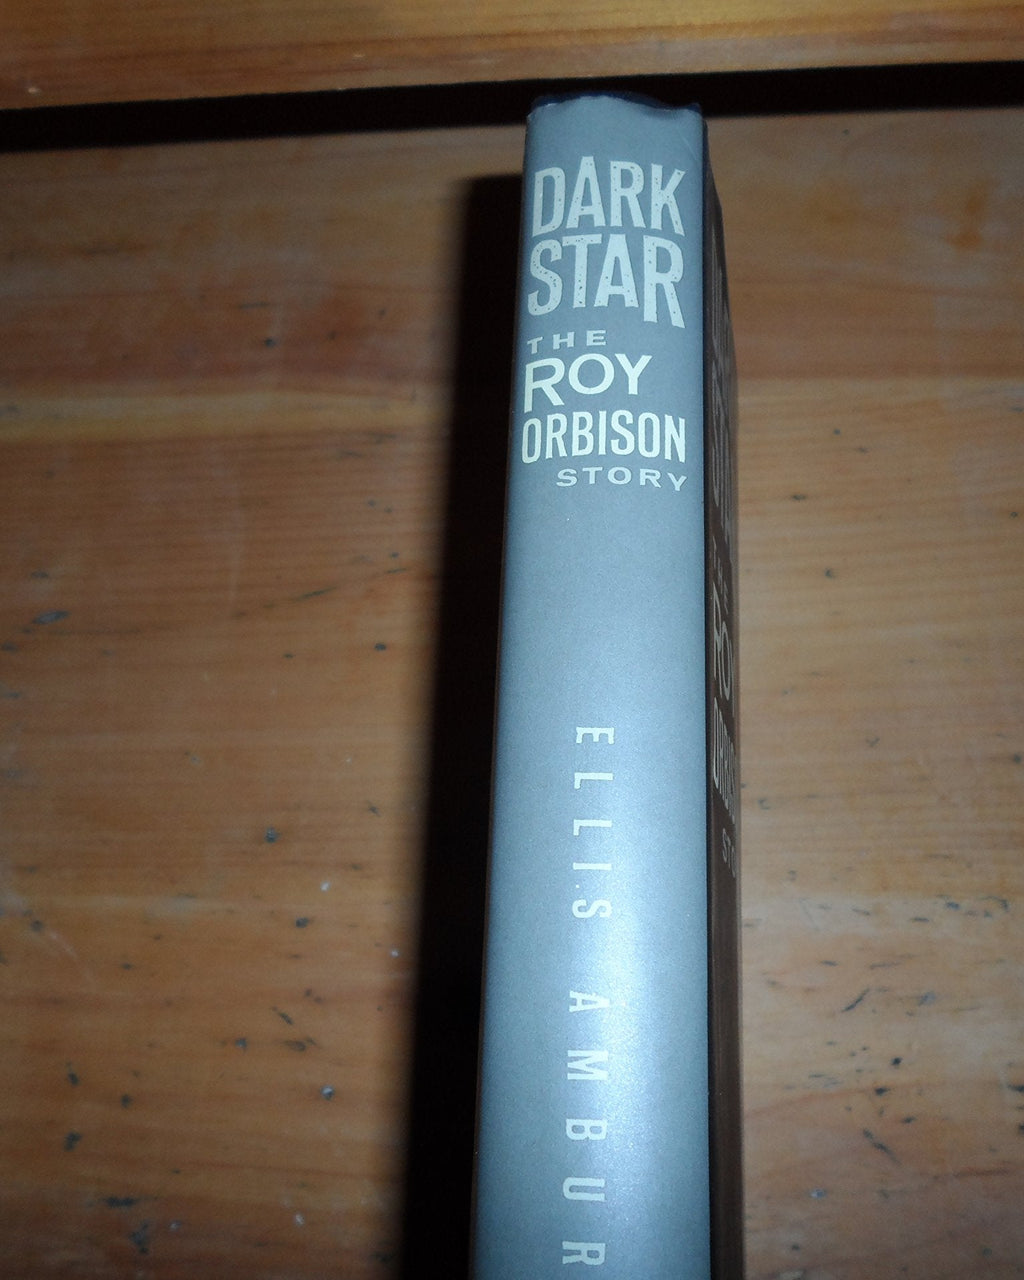 DARK
STAR
THE
ROY
ORBISON
STORY
ELLIS AMBUR